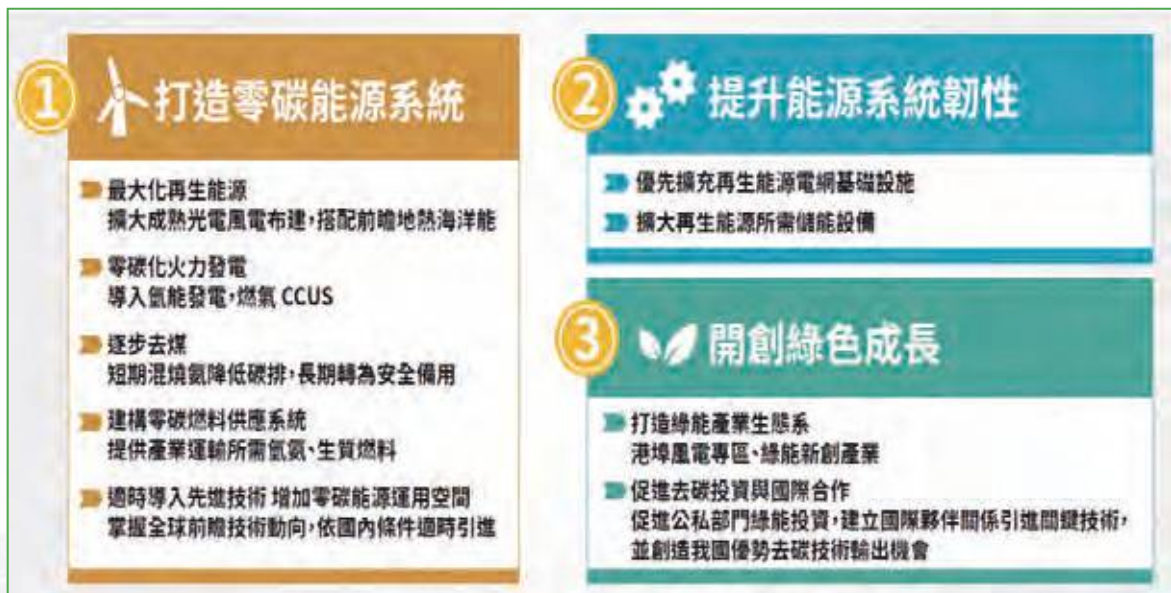 1
打造零碳能源系統
最大化再生能源
擴大成熟光電風電布建，搭配前瞻地熱海洋能
零碳化火力發電
導入氫能發電，燃氣 CCUS
逐步去煤
短期混燒氨降低碳排，長期轉為安全備用
建構零碳燃料供應系統
提供產業運輸所需氫氨、生質燃料
適時導入先進技術 增加零碳能源運用空間
掌握全球前瞻技術動向，依國內條件適時引進
2
提升能源系統韌性
優先擴充再生能源電網基礎設施
擴大再生能源所需儲能設備
3
開創綠色成長
打造綠能產業生態系
港埠風電專區、綠能新創產業
促進去碳投資與國際合作
促進公私部門綠能投資，建立國際夥伴關係引進關鍵技術，
並創造我國優勢去碳技術輸出機會